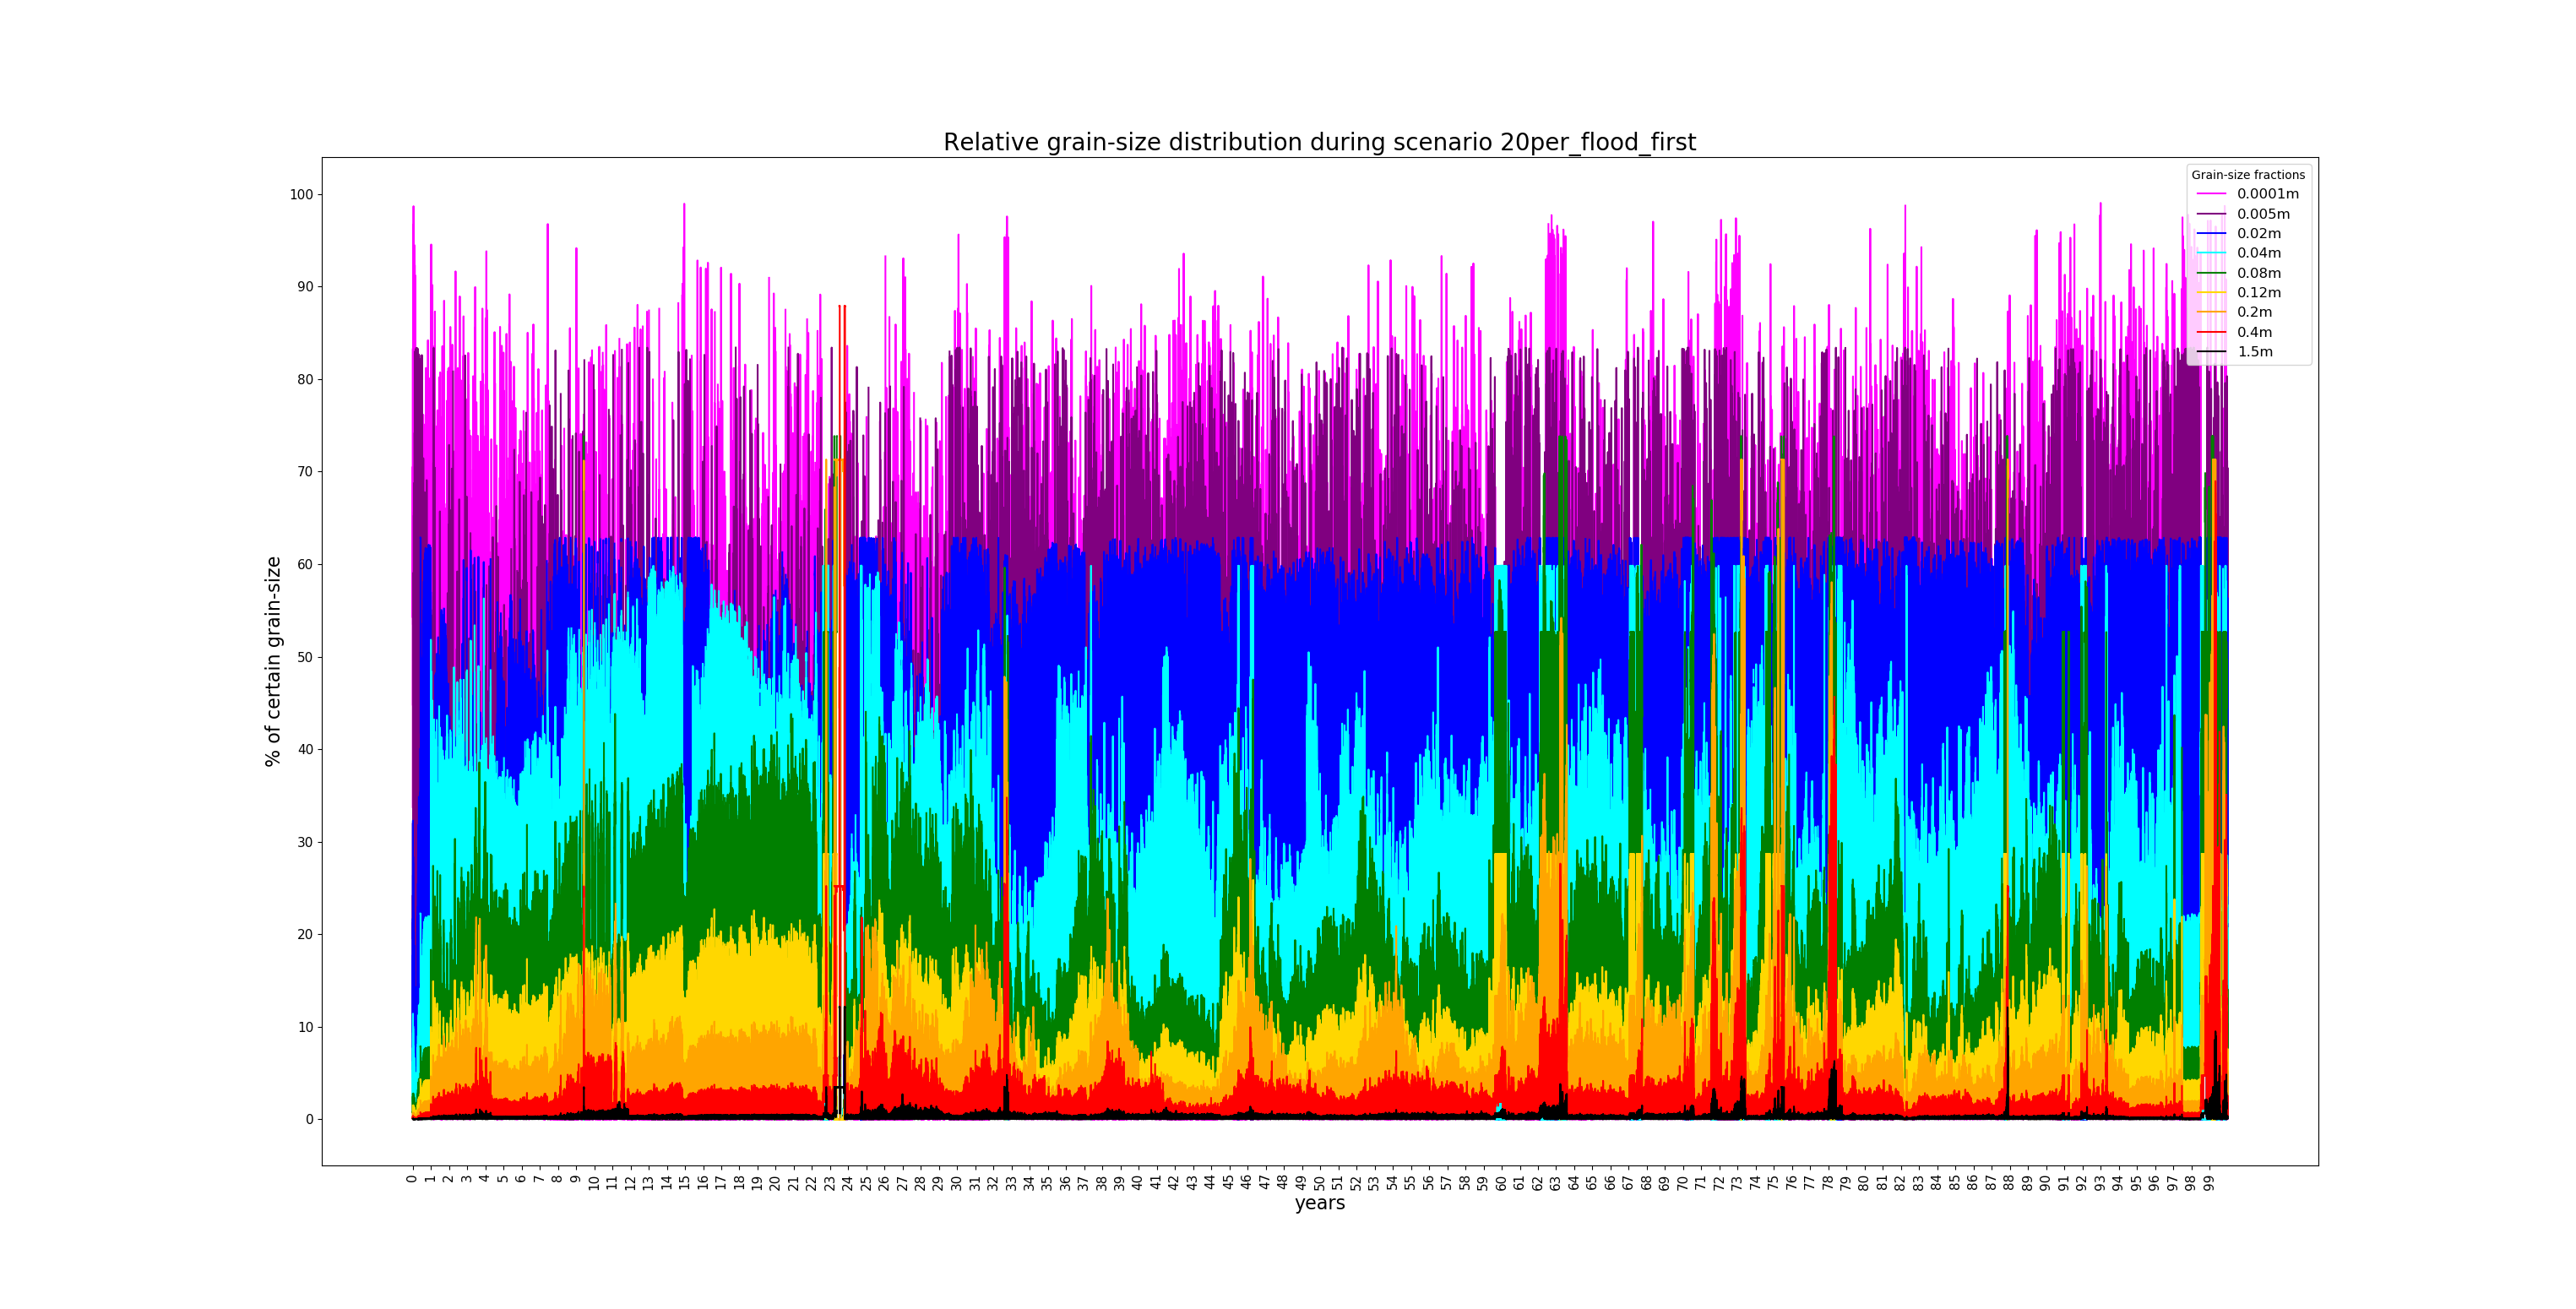 Relative grain-size distribution during scenario 20per_flood_first
% of certain grain-size
100
90
80
70
60
50
40
30
20
10
0
Grain-size fractions
0.0001m
0.005m
0.02m
0.04m
0.08m
0.12m
0.2m
0.4m
1.5m
0 1 2 3 4 5 6 7 8 9 10 11 12 13 14 15 16 17 18 19 20 21 22 23 24 25 26 27 28 29 30 31 32 33 34 35 36 37 38 39 40 41 42 43 44 45 46 47 48 49 50 51 52 53 54 55 56 57 58 59 60 61 62 63 64 65 66 67 68 69 70 71 72 73 74 75 76 77 78 79 80 81 82 83 84 85 86 87 88 89 90 91 92 93 94 95 96 97 98 99
years